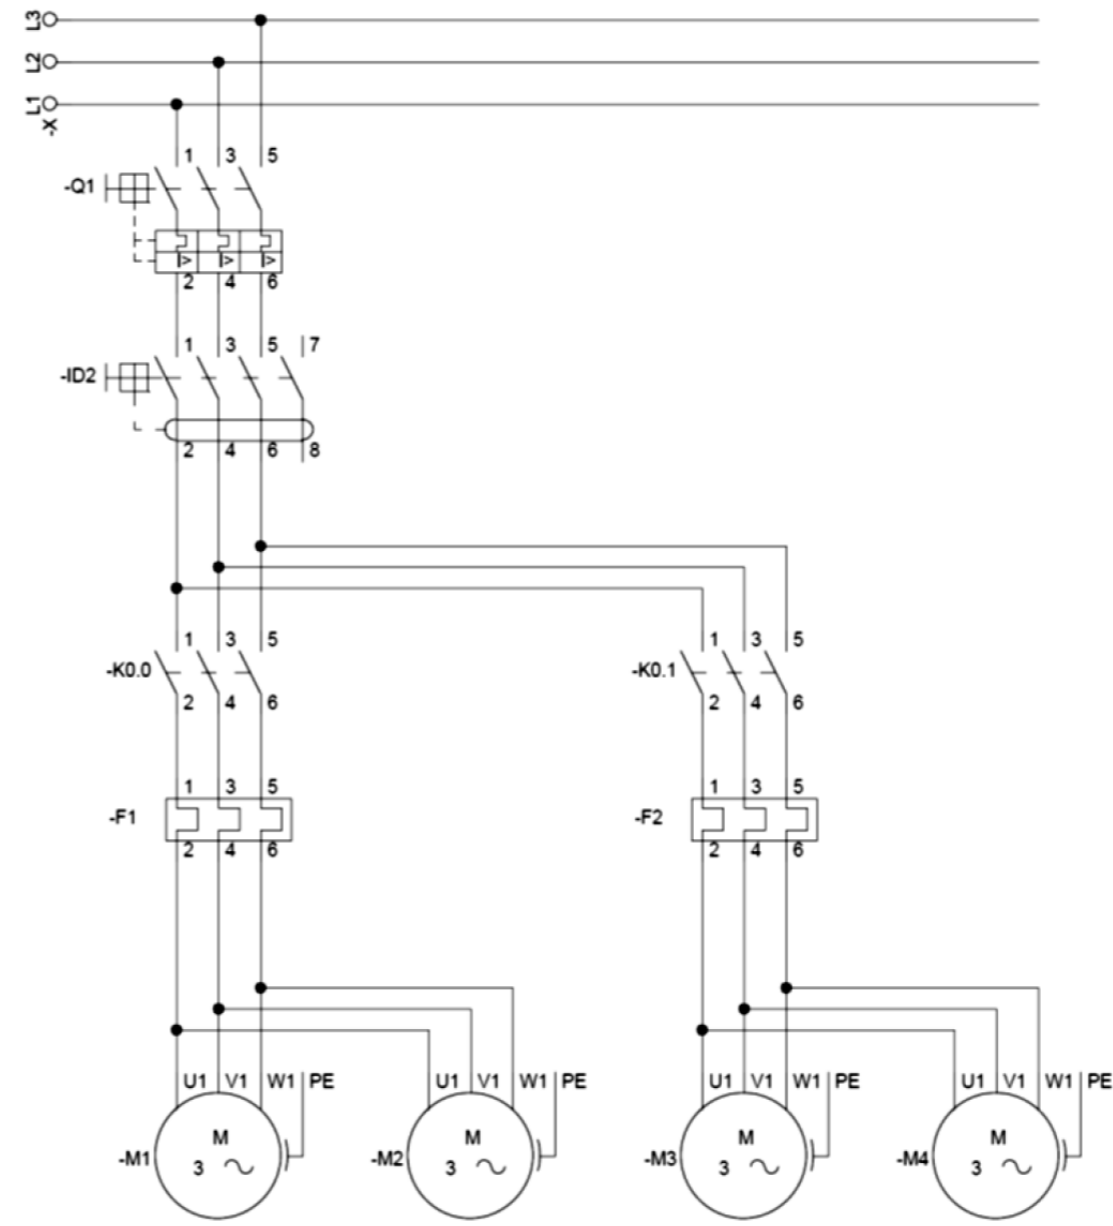 L3
L2
L1
-X
1 3 5
-Q1
I> I> I>
2 4 6
1 3 5 7
-ID2
2 4 6 8
1 3 5 1 3 5
-K0.0 -K0.1
2 4 6 2 4 6
1 3 5 1 3 5
-F1 -F2
2 4 6 2 4 6
U1 V1 W1 PE U1 V1 W1 PE U1 V1 W1 PE U1 V1 W1 PE
M M M M
-M1 3 ~ -M2 3 ~ -M3 3 ~ -M4 3 ~